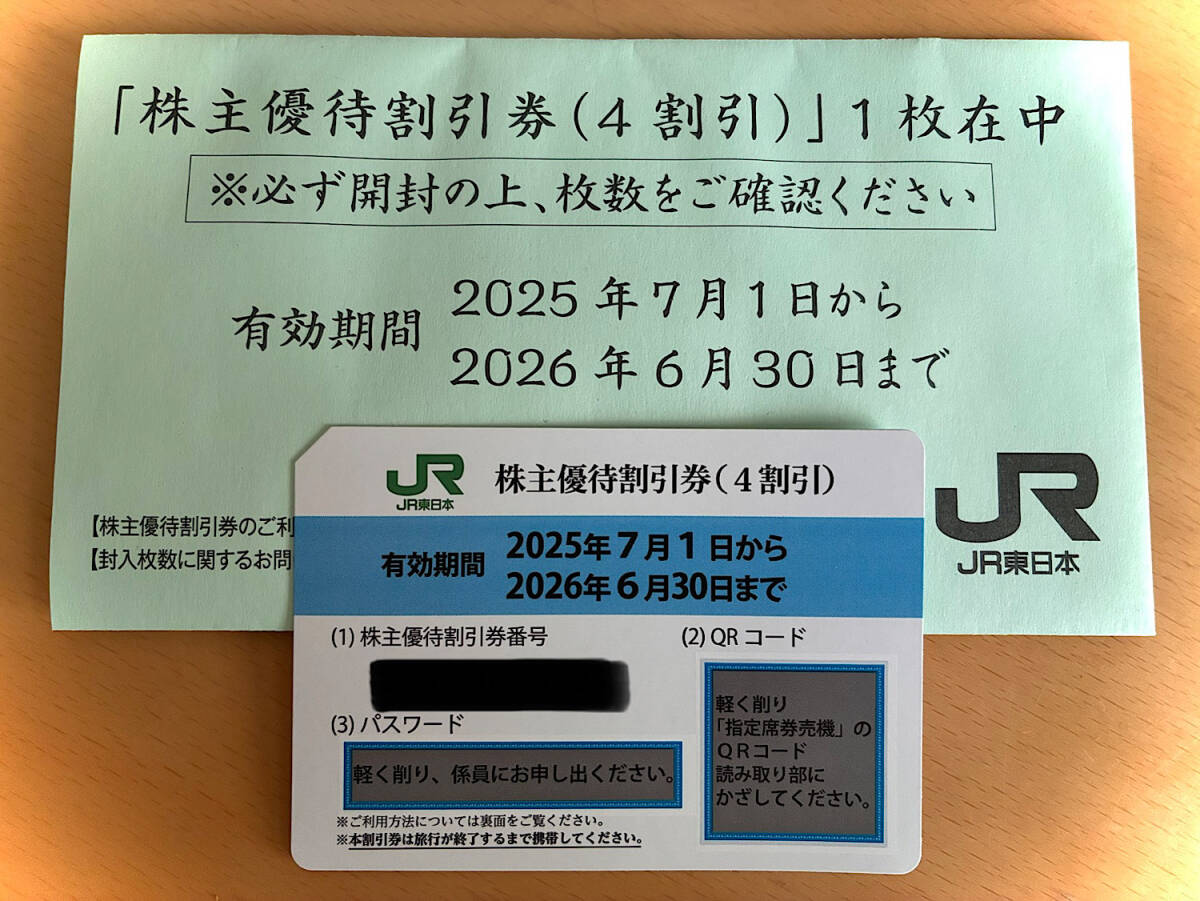 「株主優待割引券(4割引)」1枚在中
※必ず開封の上、枚数をご確認ください
有効期間
2025年7月1日から
2026年6月30日まで
【株主優待割引券のご利
【封入枚数に関するお問
JR
JR東日本
JR
JR東日本
株主優待割引券(4割引)
有効期間
2025年7月1日から
2026年6月30日まで
(1) 株主優待割引券番号
(2) QRコード
(3) パスワード
軽く削り、係員にお申し出ください。
軽く削り
「指定席券売機」の
QRコード
読み取り部に
かざしてください。
※ご利用方法については裏面をご覧ください。
※本割引券は旅行が終了するまで携帯してください。